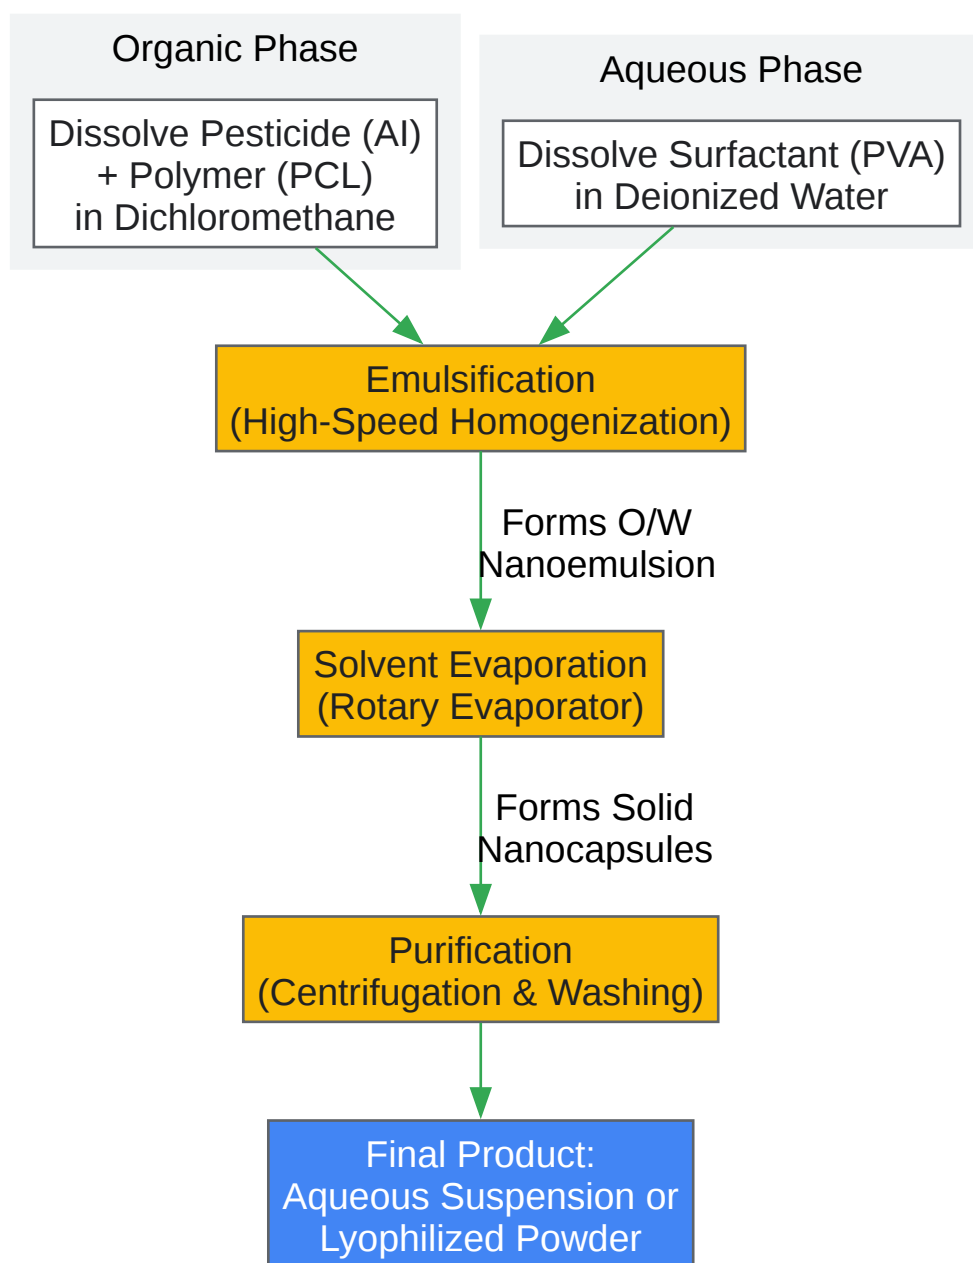 Organic Phase
Dissolve Pesticide (AI)
+ Polymer (PCL)
in Dichloromethane
Aqueous Phase
Dissolve Surfactant (PVA)
in Deionized Water
Emulsification
(High-Speed Homogenization)
Forms O/W
Nanoemulsion
Solvent Evaporation
(Rotary Evaporator)
Forms Solid
Nanocapsules
Purification
(Centrifugation & Washing)
Final Product:
Aqueous Suspension or
Lyophilized Powder